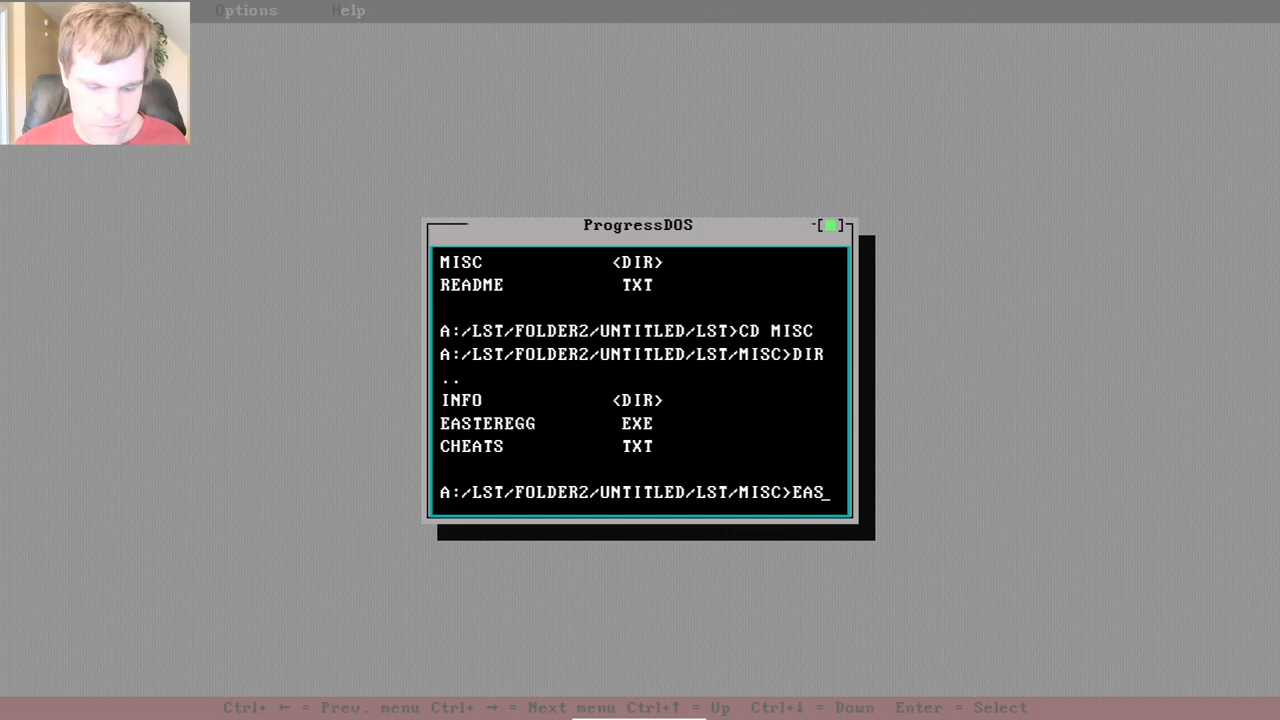 Options Help
ProgressDOS
MISC <DIR>
README TXT
A:/LST/FOLDER2/UNTITLED/LST>CD MISC
A:/LST/FOLDER2/UNTITLED/LST/MISC>DIR
..
INFO <DIR>
EASTEREGG EXE
CHEATS TXT
A:/LST/FOLDER2/UNTITLED/LST/MISC>EAS_
Ctrl+ ← = Prev. menu Ctrl+ → = Next menu Ctrl+↑ = Up Ctrl+↓ = Down Enter = Select